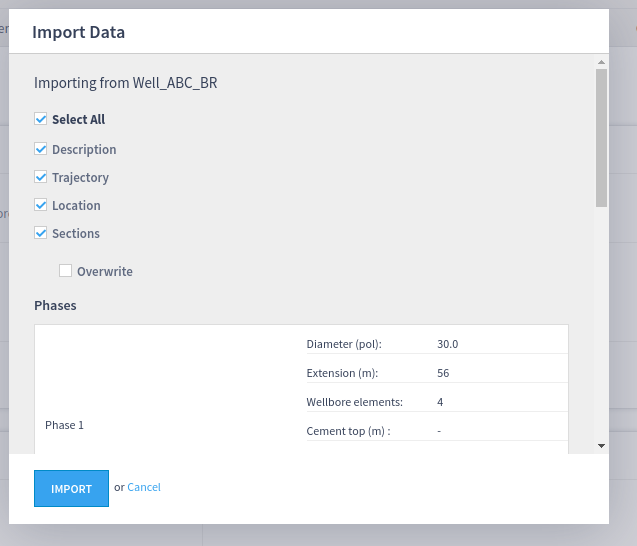 Import Data
Importing from Well_ABC_BR
Select All
Description
Trajectory
Location
Sections
Overwrite
Phases
Diameter (pol): 30.0
Extension (m): 56
Wellbore elements: 4
Phase 1
Cement top (m) : -
IMPORT or Cancel